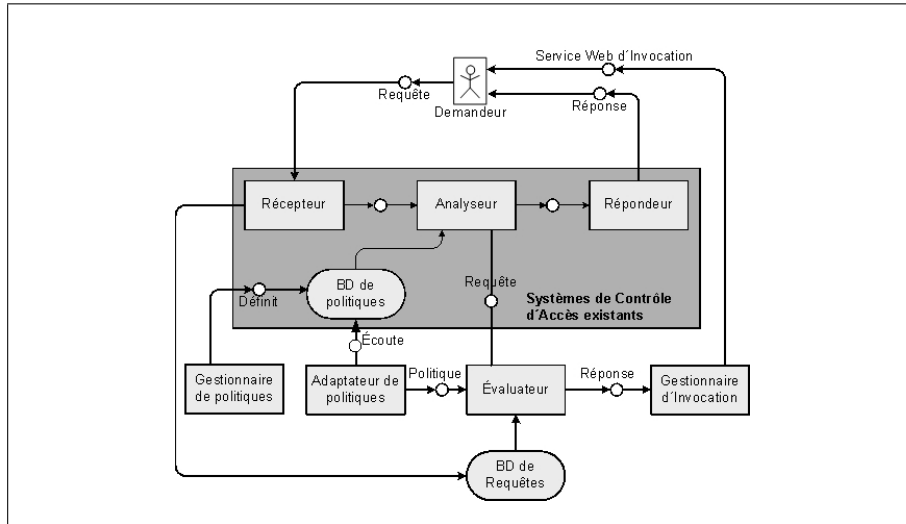 Service Web d´Invocation
Requête
Réponse
Demandeur
Récepteur
Analyseur
Répondeur
BD de
politiques
Requête
Définit
Systèmes de Contrôle
d´Accès existants
Écoute
Gestionnaire
de politiques
Adaptateur de
politiques
Politique
Évaluateur
Réponse
Gestionnaire
d´Invocation
BD de
Requêtes